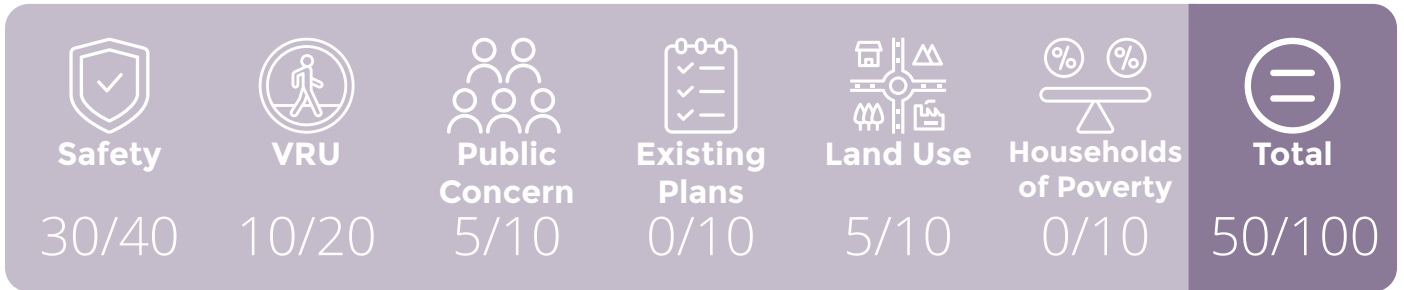 Safety
30/40
VRU
10/20
Public
Concern
5/10
Existing
Plans
0/10
Land Use
5/10
Households
of Poverty
0/10
Total
50/100